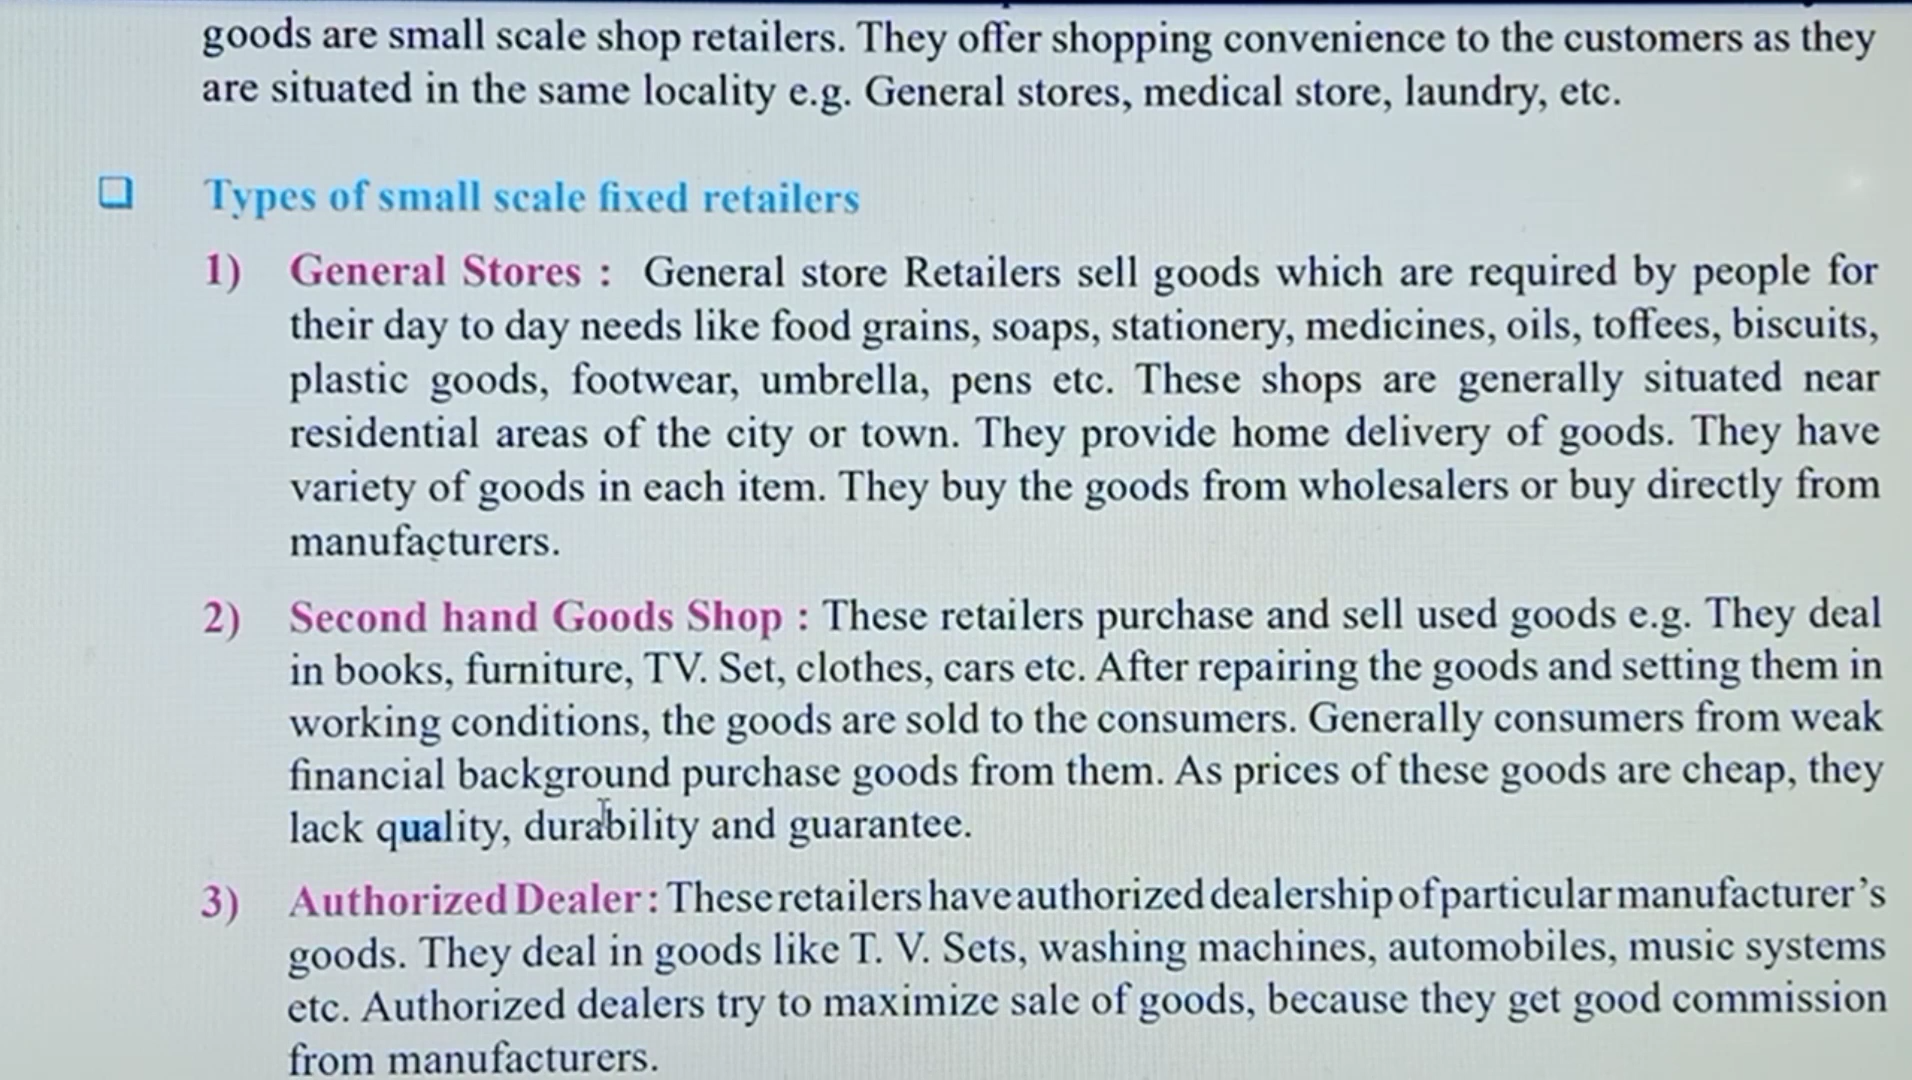 goods are small scale shop retailers. They offer shopping convenience to the customers as they
are situated in the same locality e.g. General stores, medical store, laundry, etc.
❏ Types of small scale fixed retailers
1) General Stores : General store Retailers sell goods which are required by people for
their day to day needs like food grains, soaps, stationery, medicines, oils, toffees, biscuits,
plastic goods, footwear, umbrella, pens etc. These shops are generally situated near
residential areas of the city or town. They provide home delivery of goods. They have
variety of goods in each item. They buy the goods from wholesalers or buy directly from
manufacturers.
2) Second hand Goods Shop : These retailers purchase and sell used goods e.g. They deal
in books, furniture, TV. Set, clothes, cars etc. After repairing the goods and setting them in
working conditions, the goods are sold to the consumers. Generally consumers from weak
financial background purchase goods from them. As prices of these goods are cheap, they
lack quality, durability and guarantee.
3) Authorized Dealer : These retailers have authorized dealership of particular manufacturer's
goods. They deal in goods like T. V. Sets, washing machines, automobiles, music systems
etc. Authorized dealers try to maximize sale of goods, because they get good commission
from manufacturers.